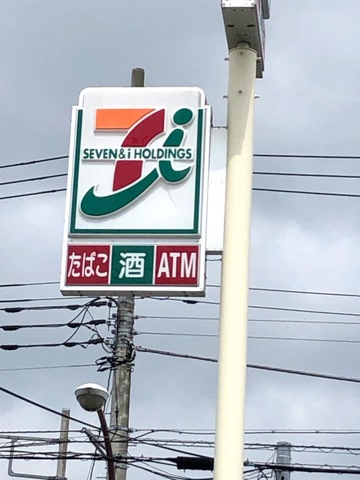 SEVEN&i HOLDINGS
たばこ 酒 ATM